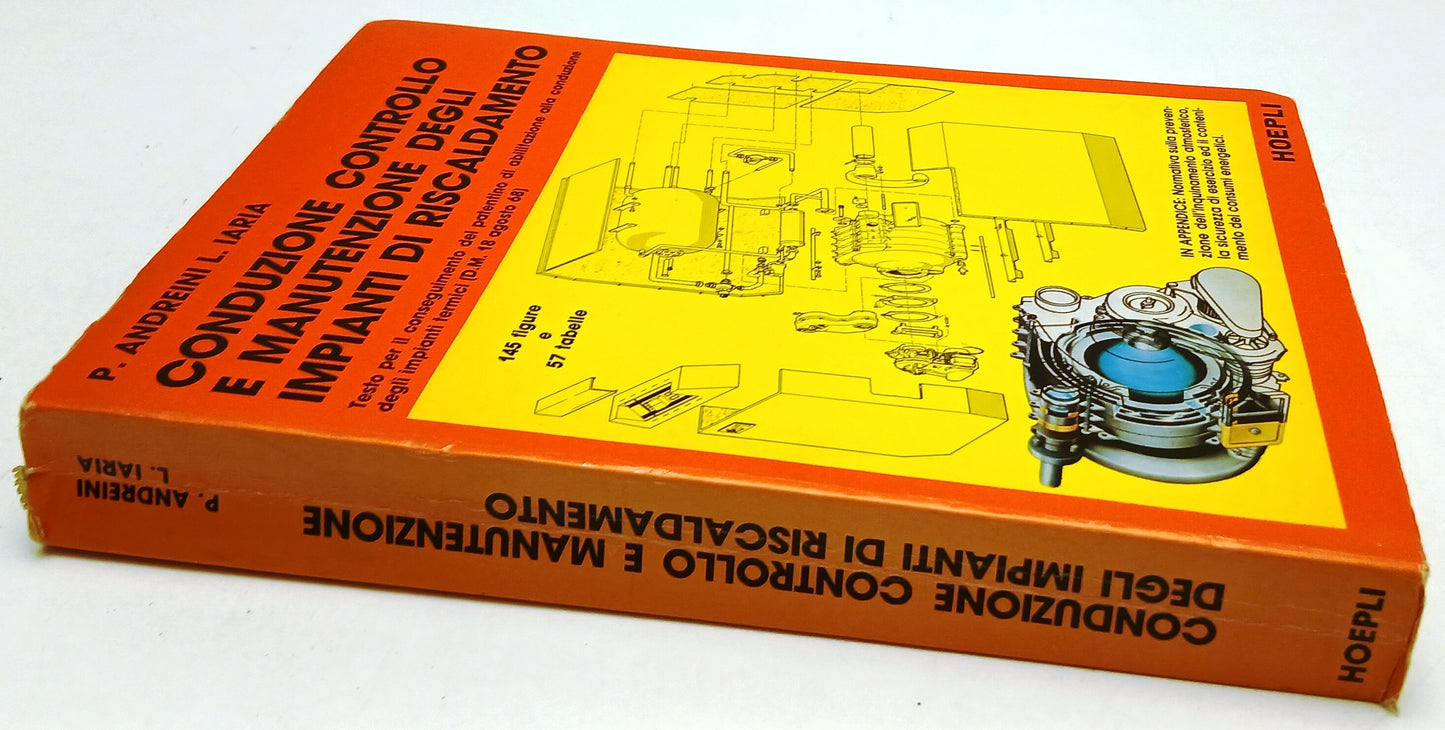 P. ANDREINI L. IARIA
CONDUZIONE CONTROLLO
E MANUTENZIONE DEGLI
IMPIANTI DI RISCALDAMENTO
Testo per il conseguimento del patentino di abilitazione alla conduzione
degli impianti termici (D.M. 18 agosto 68)
145 figure
e
57 tabelle
IN APPENDICE: Normativa sulla preven-
zione dell'inquinamento atmosferico,
la sicurezza di esercizio ed il conteni-
mento dei consumi energetici.
HOEPLI
P. ANDREINI
L. IARIA
CONDUZIONE CONTROLLO E MANUTENZIONE
DEGLI IMPIANTI DI RISCALDAMENTO
HOEPLI